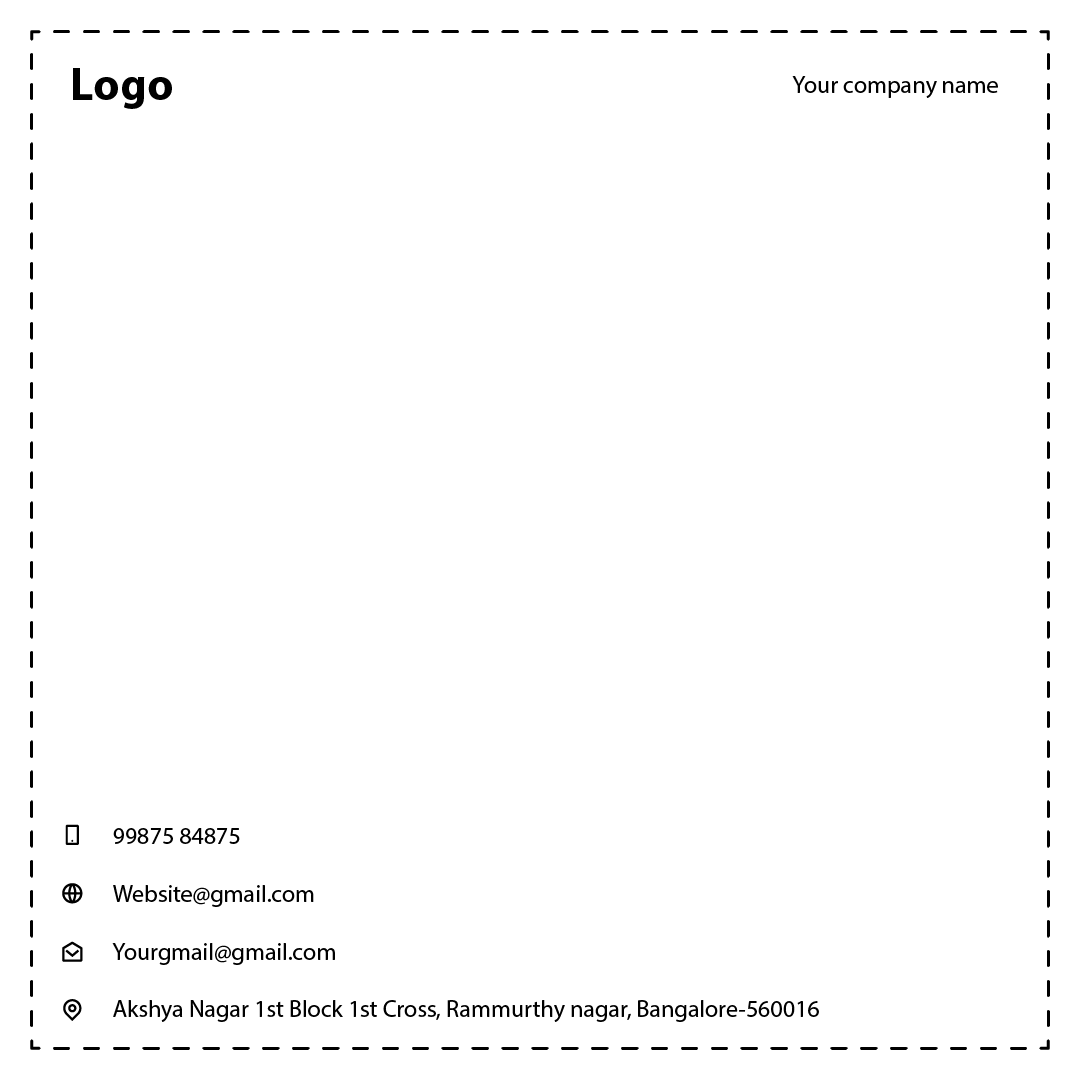 Logo
Your company name
99875 84875
Website@gmail.com
Yourgmail@gmail.com
Akshya Nagar 1st Block 1st Cross, Rammurthy nagar, Bangalore-560016